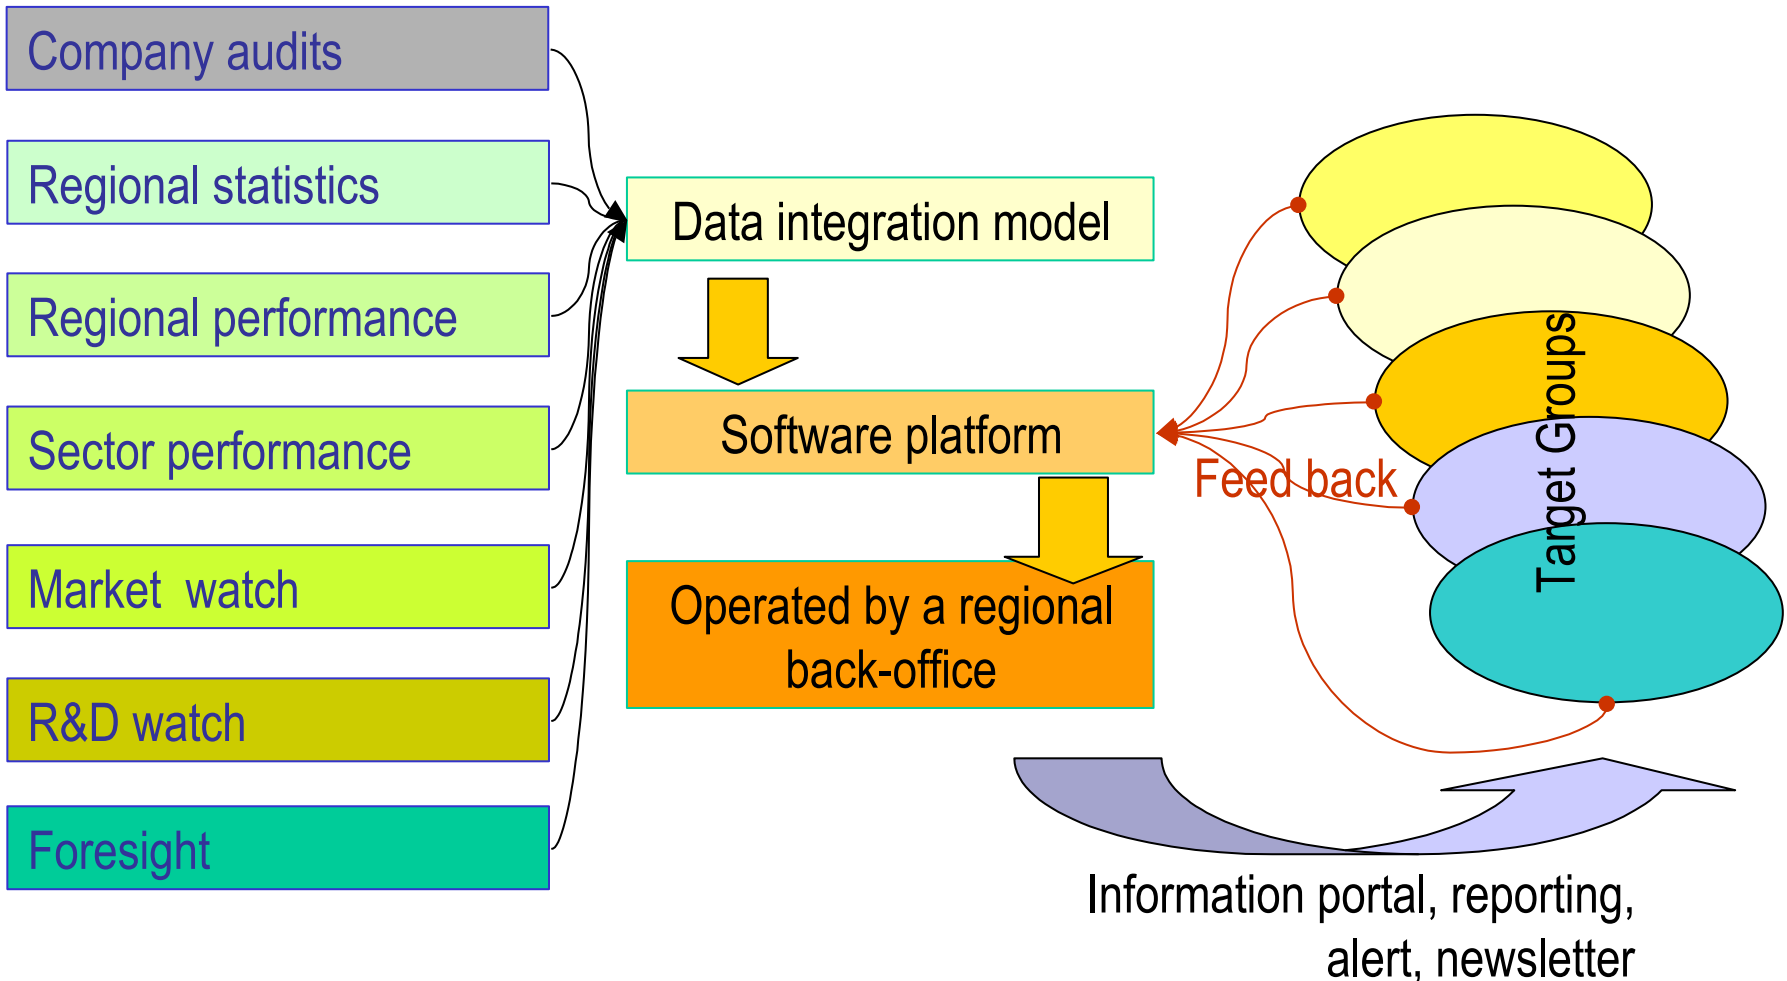 Company audits
Regional statistics
Regional performance
Sector performance
Market  watch
R&D watch
Foresight
Data integration model
Software platform
Operated by a regional
back-office
Feed back
Target Groups
Information portal, reporting,
alert, newsletter